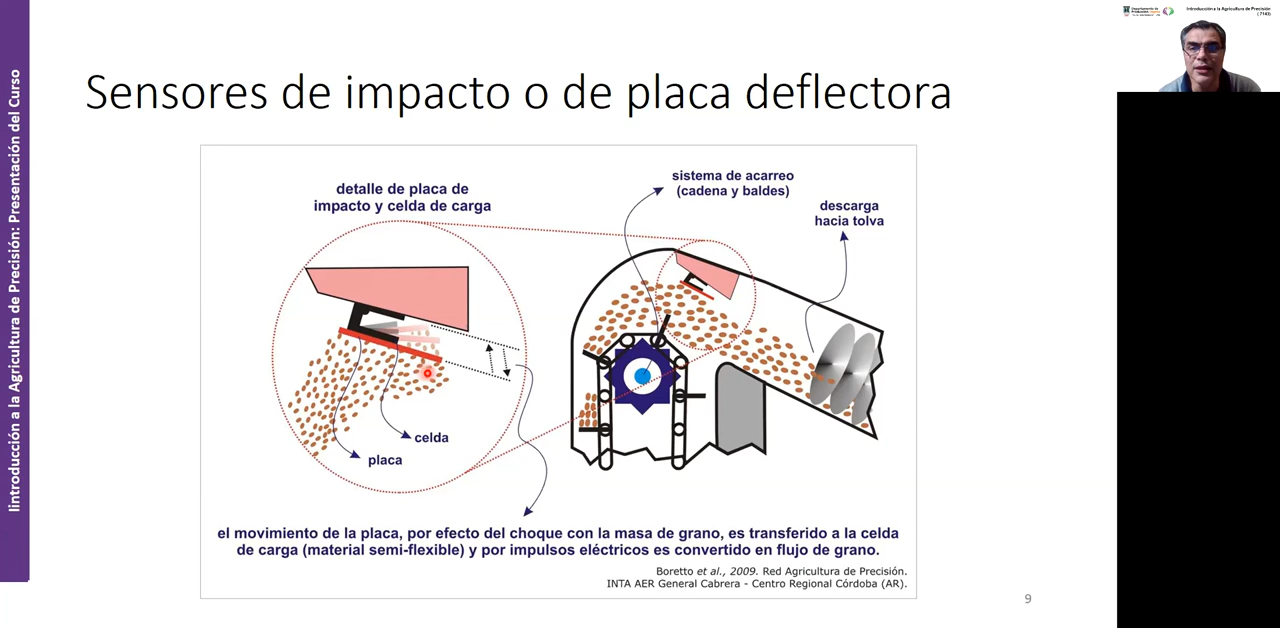 Iintroducción a la Agricultura de Precisión: Presentación del Curso
Sensores de impacto o de placa deflectora
Introducción a la Agricultura de Precisión
( 7143)
detalle de placa de
impacto y celda de carga
sistema de acarreo
(cadena y baldes)
descarga
hacia tolva
celda
placa
el movimiento de la placa, por efecto del choque con la masa de grano, es transferido a la celda
de carga (material semi-flexible) y por impulsos eléctricos es convertido en flujo de grano.
Boretto et al., 2009. Red Agricultura de Precisión.
INTA AER General Cabrera - Centro Regional Córdoba (AR).
9